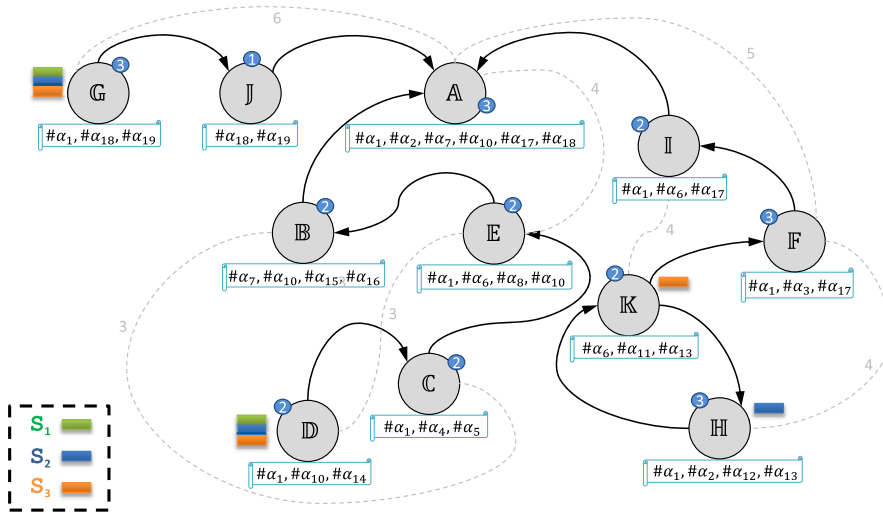 6
3
𝔾
#α₁, #α₁₈, #α₁₉
1
𝕁
#α₁₈, #α₁₉
𝔸
3
#α₁, #α₂, #α₇, #α₁₀, #α₁₇, #α₁₈
4
5
2
𝕀
#α₁, #α₆, #α₁₇
2
𝔹
#α₇, #α₁₀, #α₁₅, #α₁₆
2
𝔼
#α₁, #α₆, #α₈, #α₁₀
4
3
𝔽
#α₁, #α₃, #α₁₇
2
𝕂
#α₆, #α₁₁, #α₁₃
3
3
2
ℂ
#α₁, #α₄, #α₅
4
2
𝔻
#α₁, #α₁₀, #α₁₄
3
ℍ
#α₁, #α₂, #α₁₂, #α₁₃
S₁
S₂
S₃